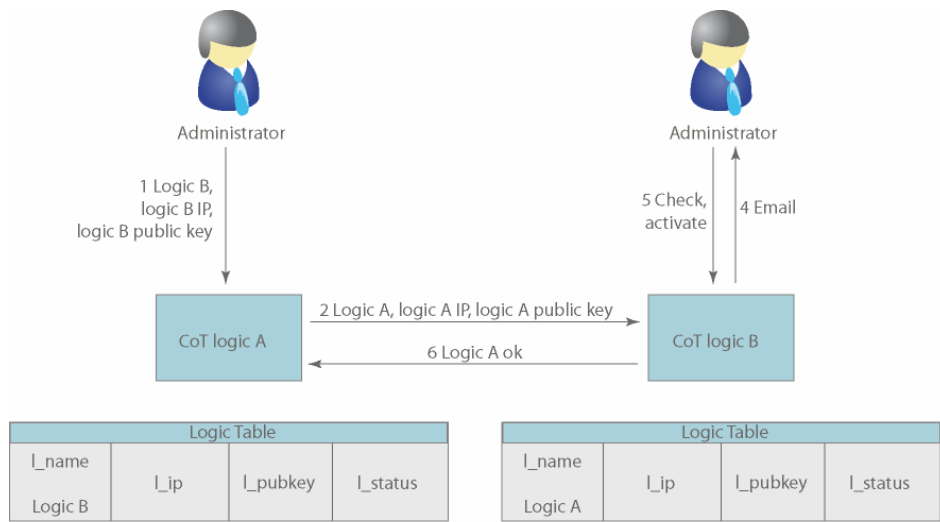 Administrator
Administrator
1 Logic B,
logic B IP,
logic B public key
5 Check,
activate
4 Email
2 Logic A, logic A IP, logic A public key
CoT logic A
CoT logic B
6 Logic A ok
Logic Table
l_name
Logic B
l_ip
l_pubkey
l_status
Logic Table
l_name
Logic A
l_ip
l_pubkey
l_status